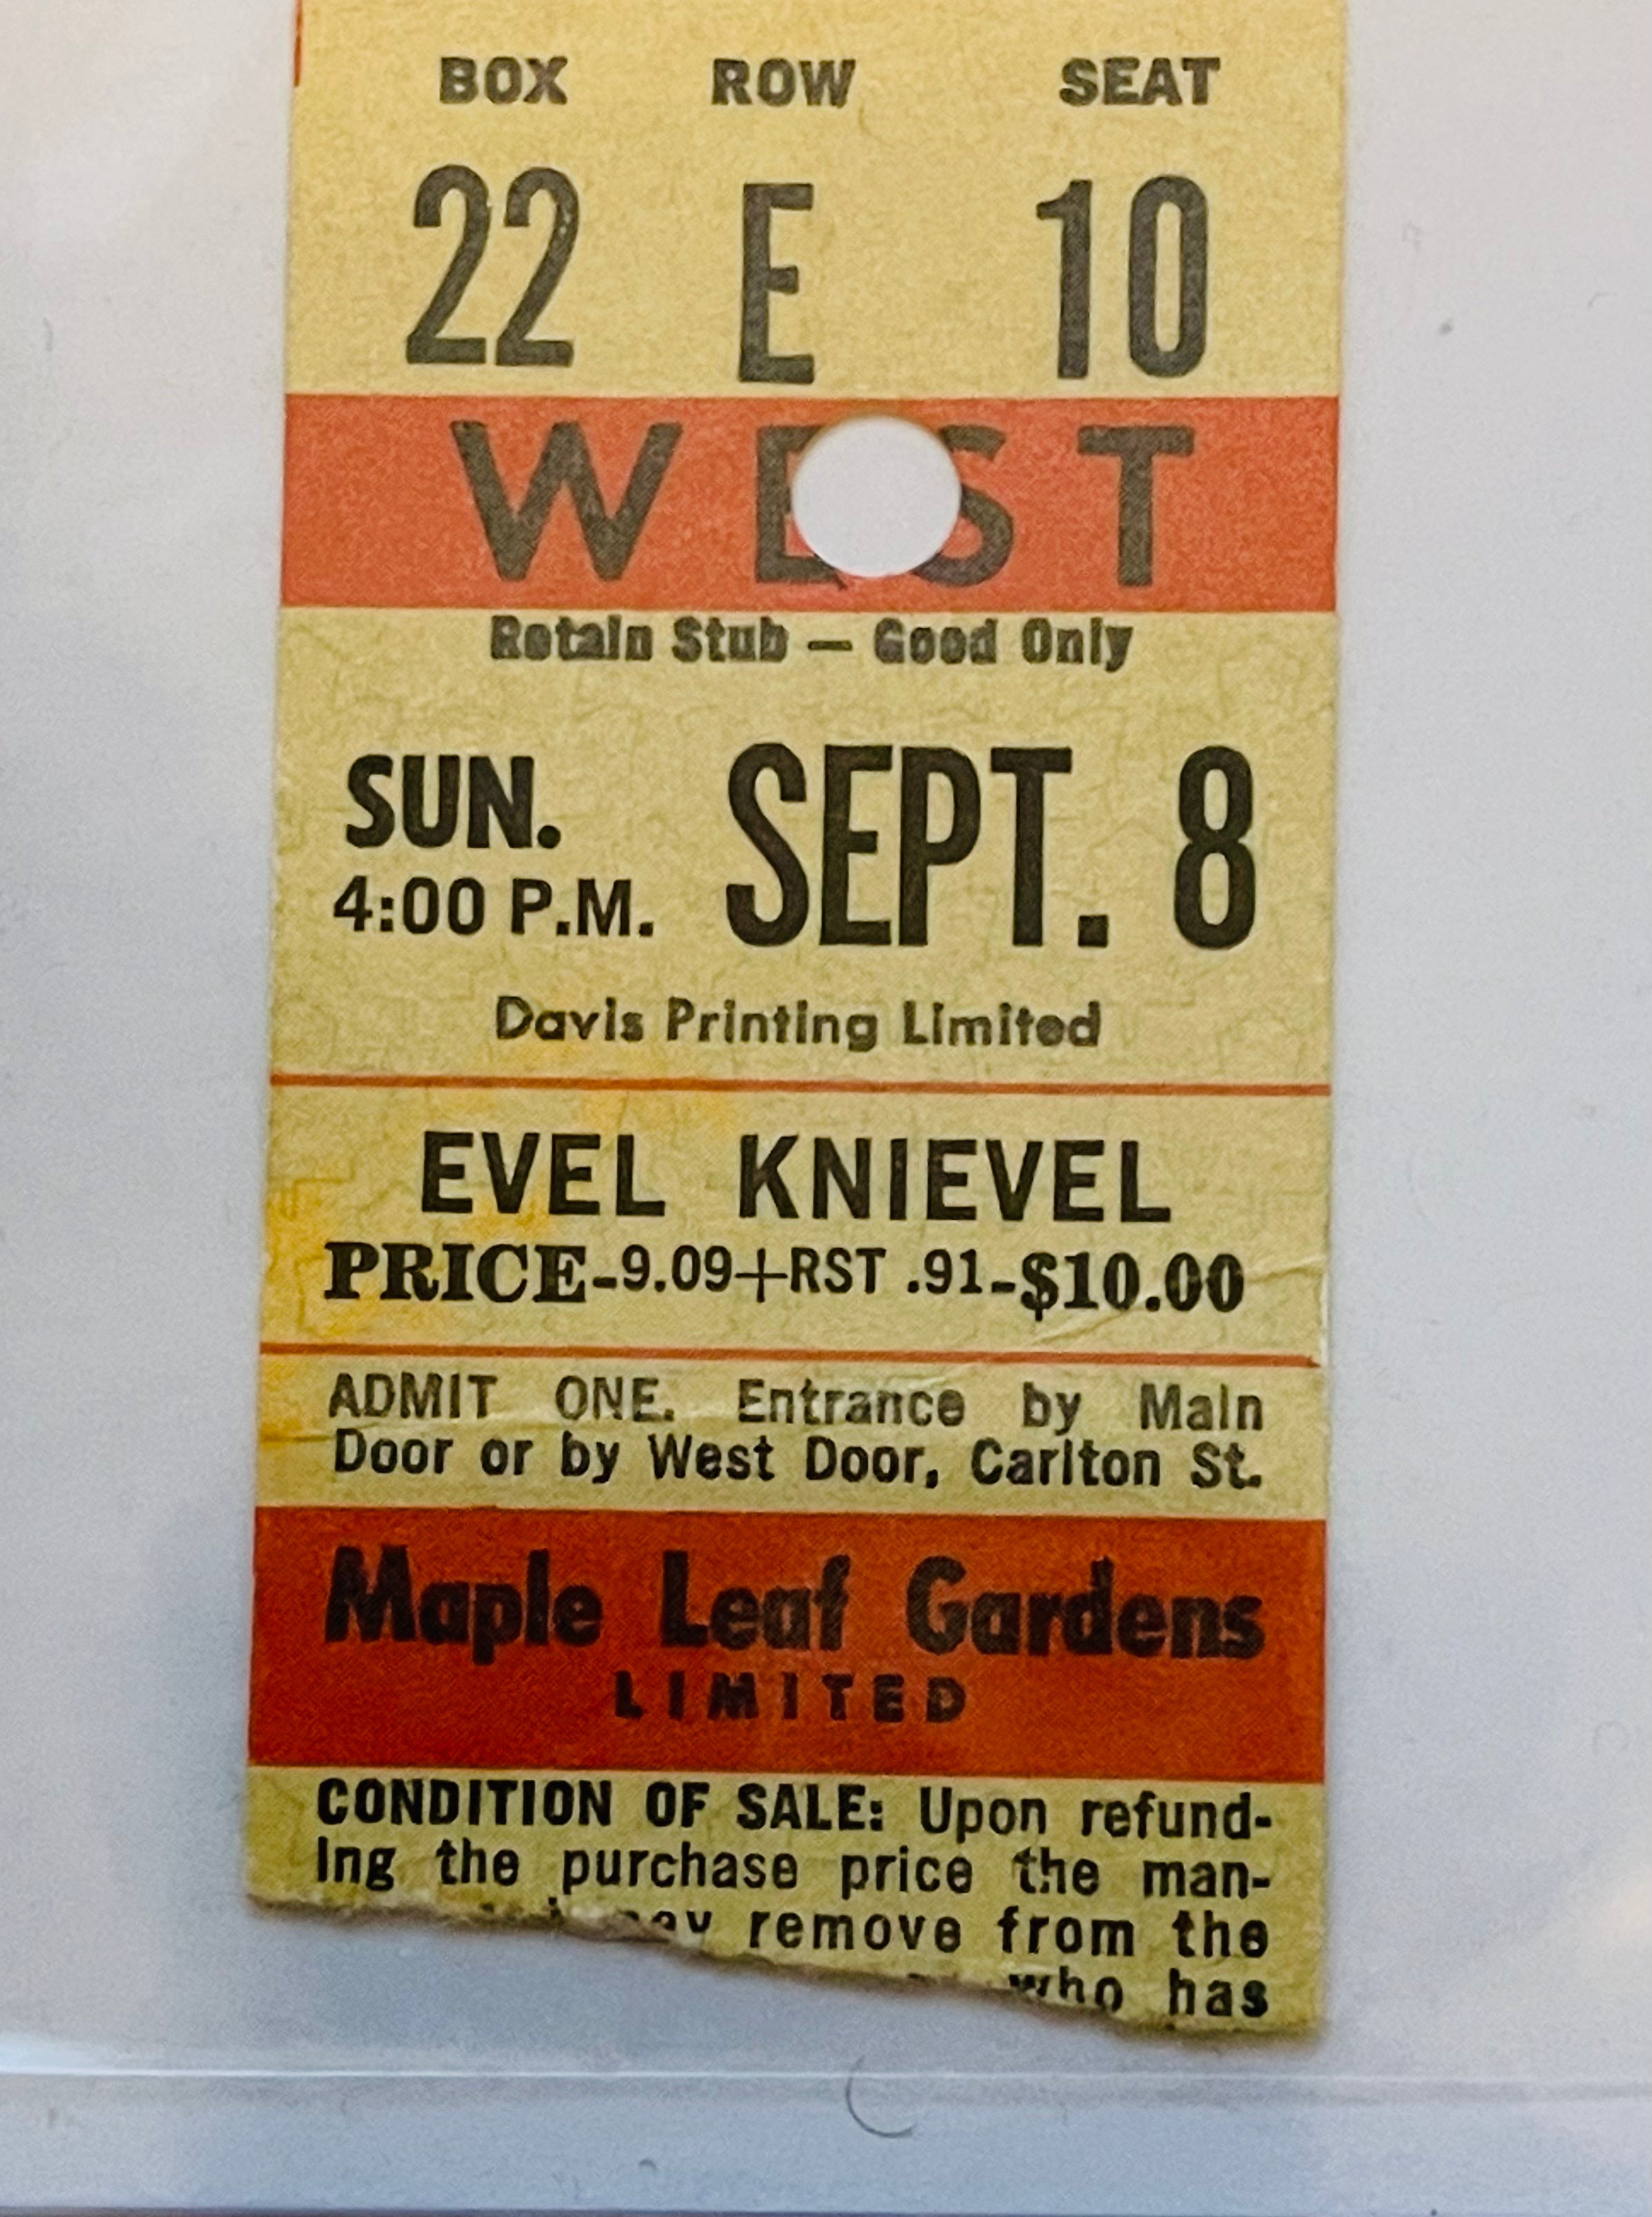 BOX ROW SEAT
22 E 10
WEST
Retain Stub — Good Only
SUN. SEPT. 8
4:00 P.M.
Davis Printing Limited
EVEL KNIEVEL
PRICE-9.09+RST .91-$10.00
ADMIT ONE. Entrance by Main
Door or by West Door, Carlton St.
Maple Leaf Gardens
LIMITED
CONDITION OF SALE: Upon refund-
ing the purchase price the man-
remove from the
who has